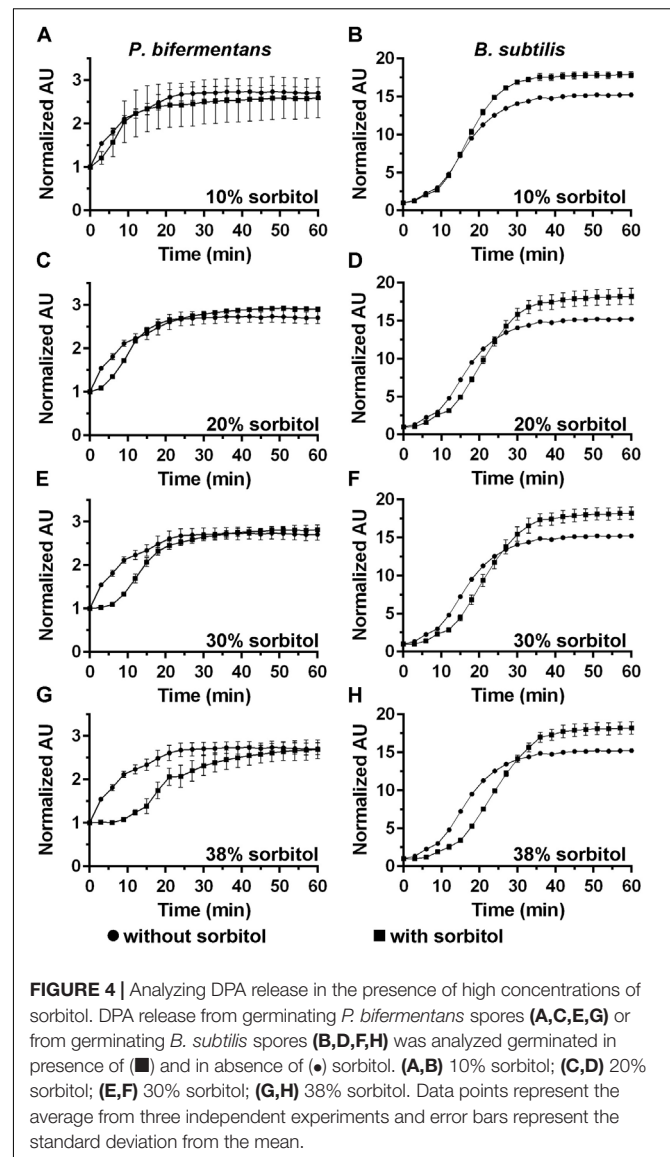 A
P. bifermentans
Normalized AU
3
2
1
0
0 10 20 30 40 50 60
10% sorbitol
Time (min)
B
B. subtilis
Normalized AU
20
15
10
5
0
0 20 40 60
10% sorbitol
Time (min)
C
Normalized AU
3
2
1
0
0 10 20 30 40 50 60
20% sorbitol
Time (min)
D
Normalized AU
20
15
10
5
0
0 10 20 30 40 50 60
20% sorbitol
Time (min)
E
Normalized AU
3
2
1
0
0 10 20 30 40 50 60
30% sorbitol
Time (min)
F
Normalized AU
20
15
10
5
0
0 10 20 30 40 50 60
30% sorbitol
Time (min)
G
Normalized AU
3
2
1
0
0 10 20 30 40 50 60
38% sorbitol
Time (min)
H
Normalized AU
20
15
10
5
0
0 10 20 30 40 50 60
38% sorbitol
Time (min)
● without sorbitol ■ with sorbitol
FIGURE 4 | Analyzing DPA release in the presence of high concentrations of
sorbitol. DPA release from germinating P. bifermentans spores (A,C,E,G) or
from germinating B. subtilis spores (B,D,F,H) was analyzed germinated in
presence of (■) and in absence of (●) sorbitol. (A,B) 10% sorbitol; (C,D) 20%
sorbitol; (E,F) 30% sorbitol; (G,H) 38% sorbitol. Data points represent the
average from three independent experiments and error bars represent the
standard deviation from the mean.